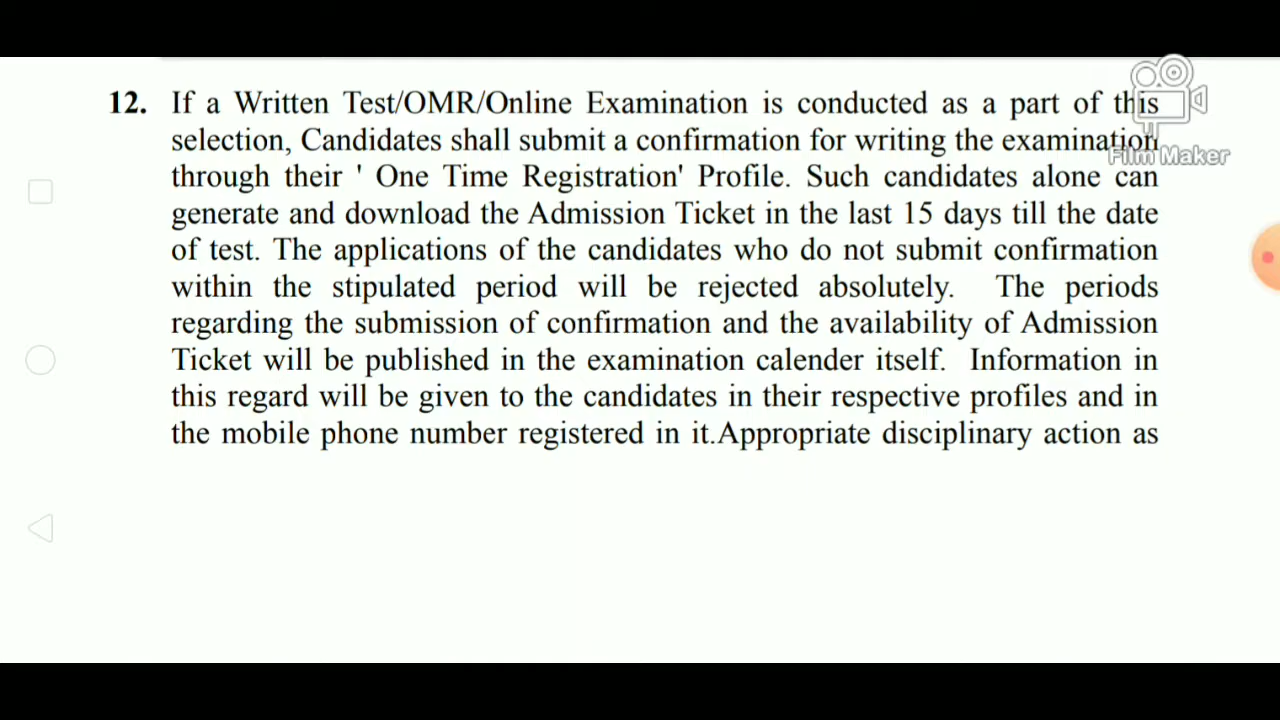 12. If a Written Test/OMR/Online Examination is conducted as a part of this
selection, Candidates shall submit a confirmation for writing the examination
through their ' One Time Registration' Profile. Such candidates alone can
generate and download the Admission Ticket in the last 15 days till the date
of test. The applications of the candidates who do not submit confirmation
within the stipulated period will be rejected absolutely. The periods
regarding the submission of confirmation and the availability of Admission
Ticket will be published in the examination calender itself. Information in
this regard will be given to the candidates in their respective profiles and in
the mobile phone number registered in it.Appropriate disciplinary action as
Film Maker